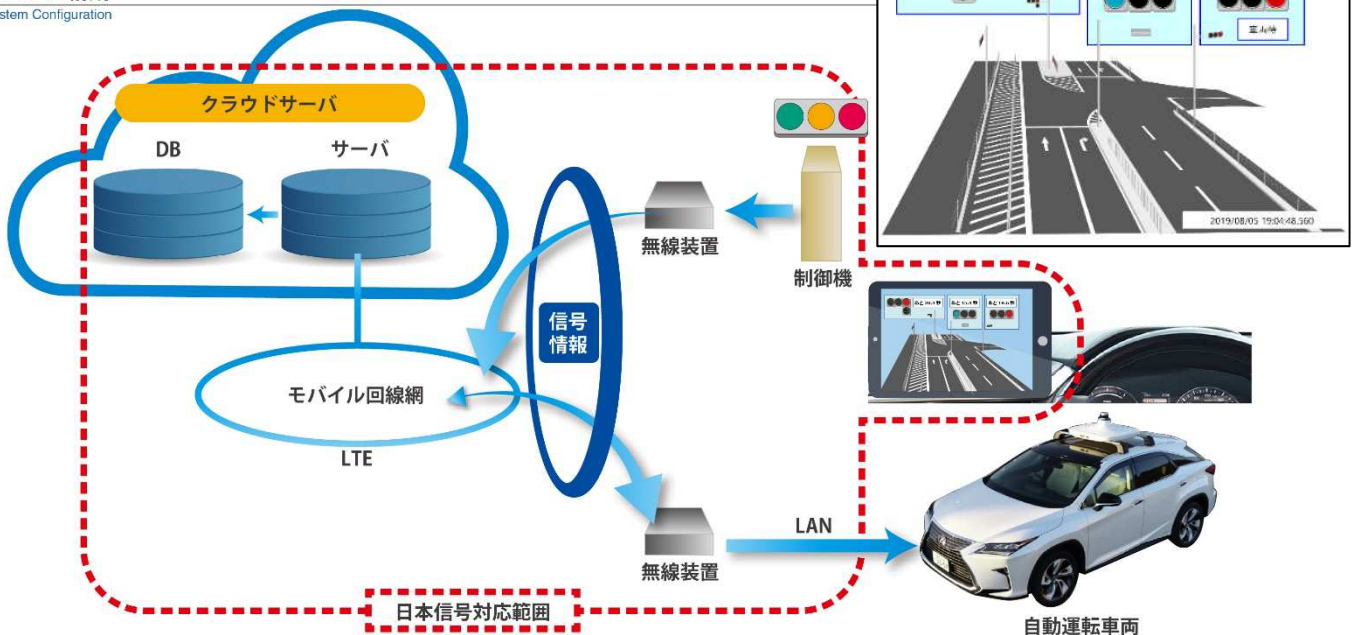 stem Configuration
クラウドサーバ
DB
サーバ
無線装置
制御機
信号
情報
モバイル回線網
LTE
無線装置
LAN
日本信号対応範囲
自動運転車両
2019/08/05 19:04:48.560